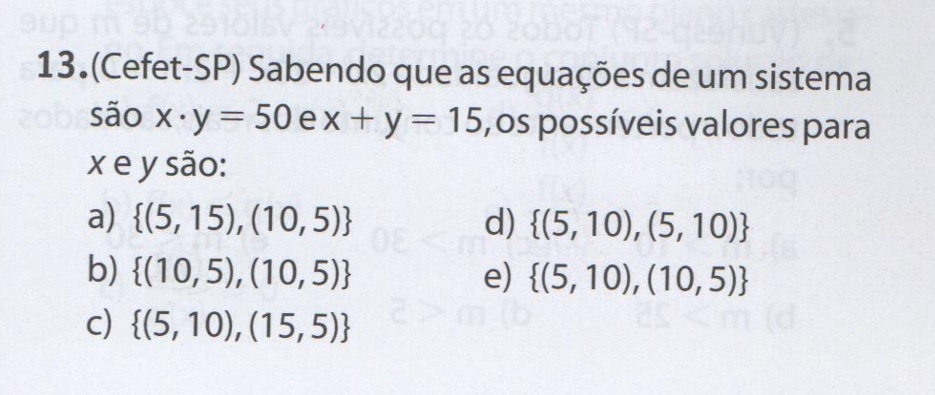 13. (Cefet-SP) Sabendo que as equações de um sistema
são x · y = 50 e x + y = 15, os possíveis valores para
x e y são:
a) {(5, 15), (10, 5)}
d) {(5, 10), (5, 10)}
b) {(10, 5), (10, 5)}
e) {(5, 10), (10, 5)}
c) {(5, 10), (15, 5)}